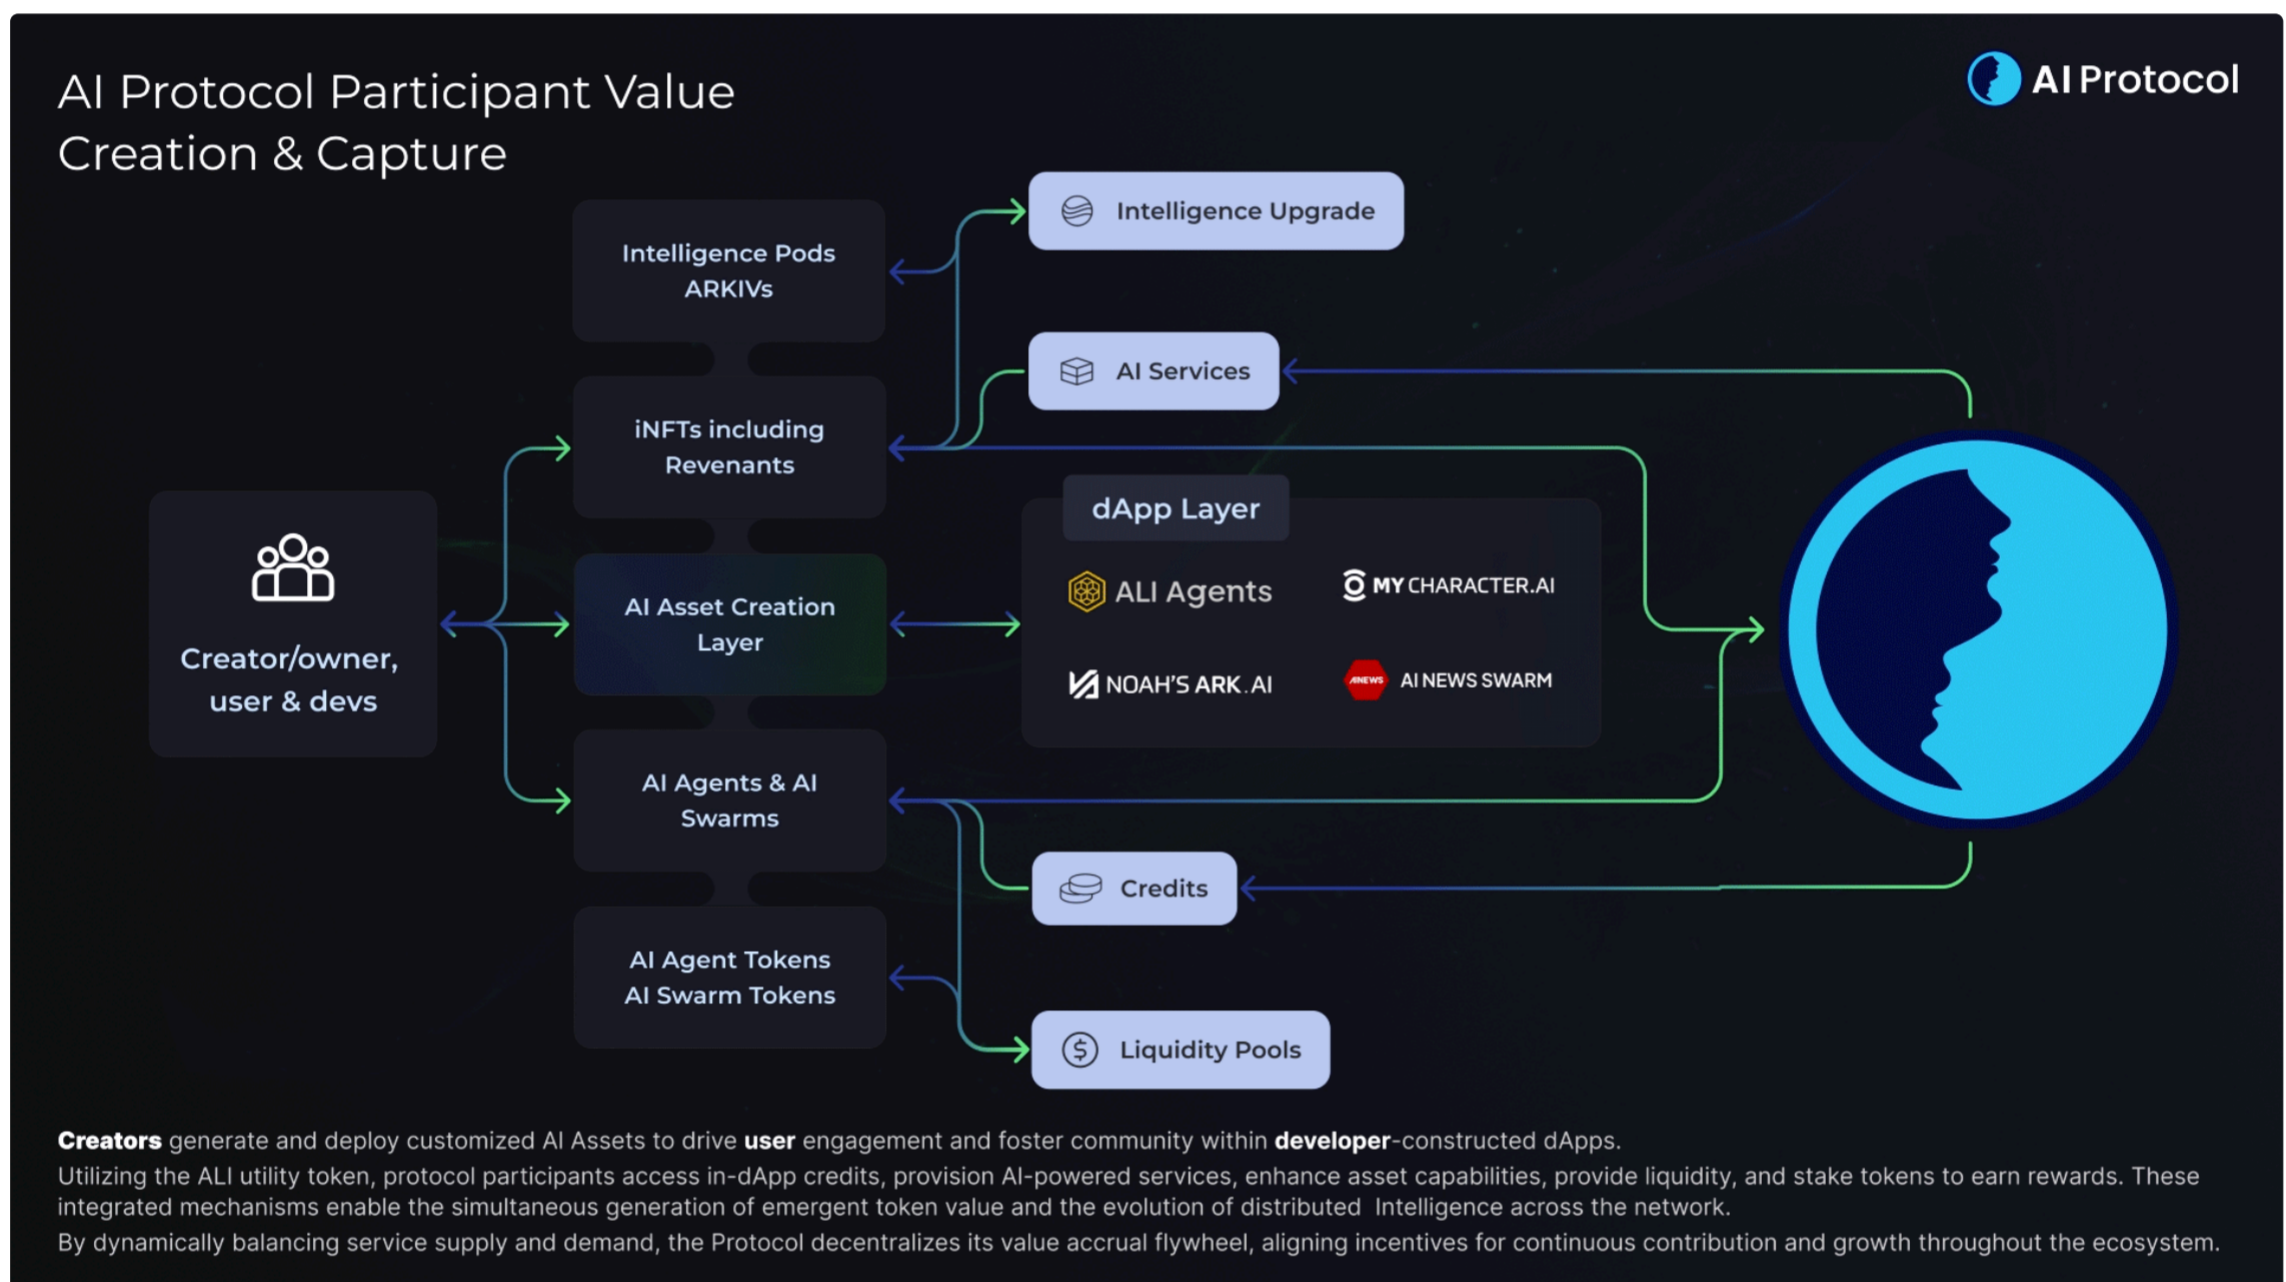 AI Protocol Participant Value
Creation & Capture
AI Protocol
Intelligence Pods
ARKIVs
Intelligence Upgrade
AI Services
iNFTs including
Revenants
dApp Layer
ALI Agents
MY CHARACTER.AI
NOAH'S ARK.AI
AINEWS
AI NEWS SWARM
Creator/owner,
user & devs
AI Asset Creation
Layer
AI Agents & AI
Swarms
Credits
AI Agent Tokens
AI Swarm Tokens
$
Liquidity Pools
Creators generate and deploy customized AI Assets to drive user engagement and foster community within developer-constructed dApps.
Utilizing the ALI utility token, protocol participants access in-dApp credits, provision AI-powered services, enhance asset capabilities, provide liquidity, and stake tokens to earn rewards. These
integrated mechanisms enable the simultaneous generation of emergent token value and the evolution of distributed Intelligence across the network.
By dynamically balancing service supply and demand, the Protocol decentralizes its value accrual flywheel, aligning incentives for continuous contribution and growth throughout the ecosystem.